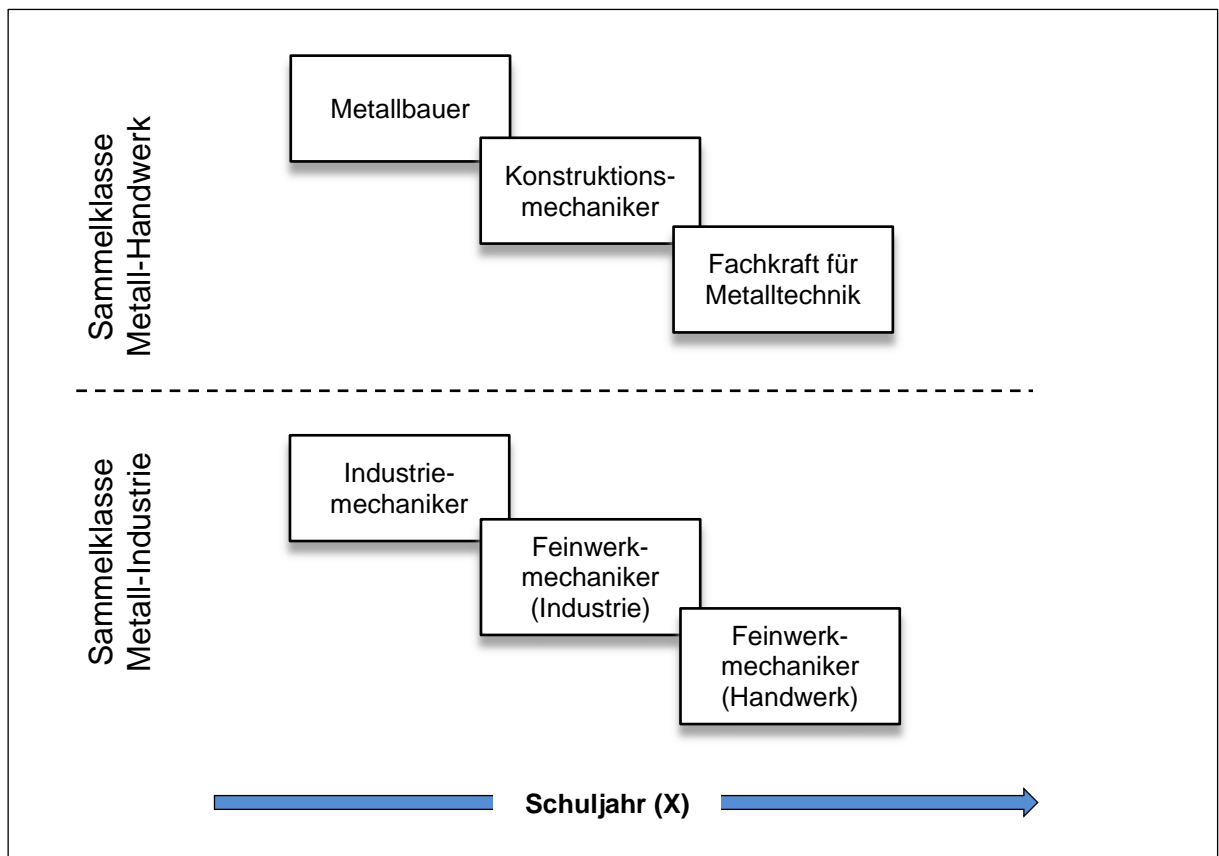 Sammelklasse
Metall-Handwerk
Metallbauer
Konstruktions-
mechaniker
Fachkraft für
Metalltechnik
Sammelklasse
Metall-Industrie
Industrie-
mechaniker
Feinwerk-
mechaniker
(Industrie)
Feinwerk-
mechaniker
(Handwerk)
Schuljahr (X)